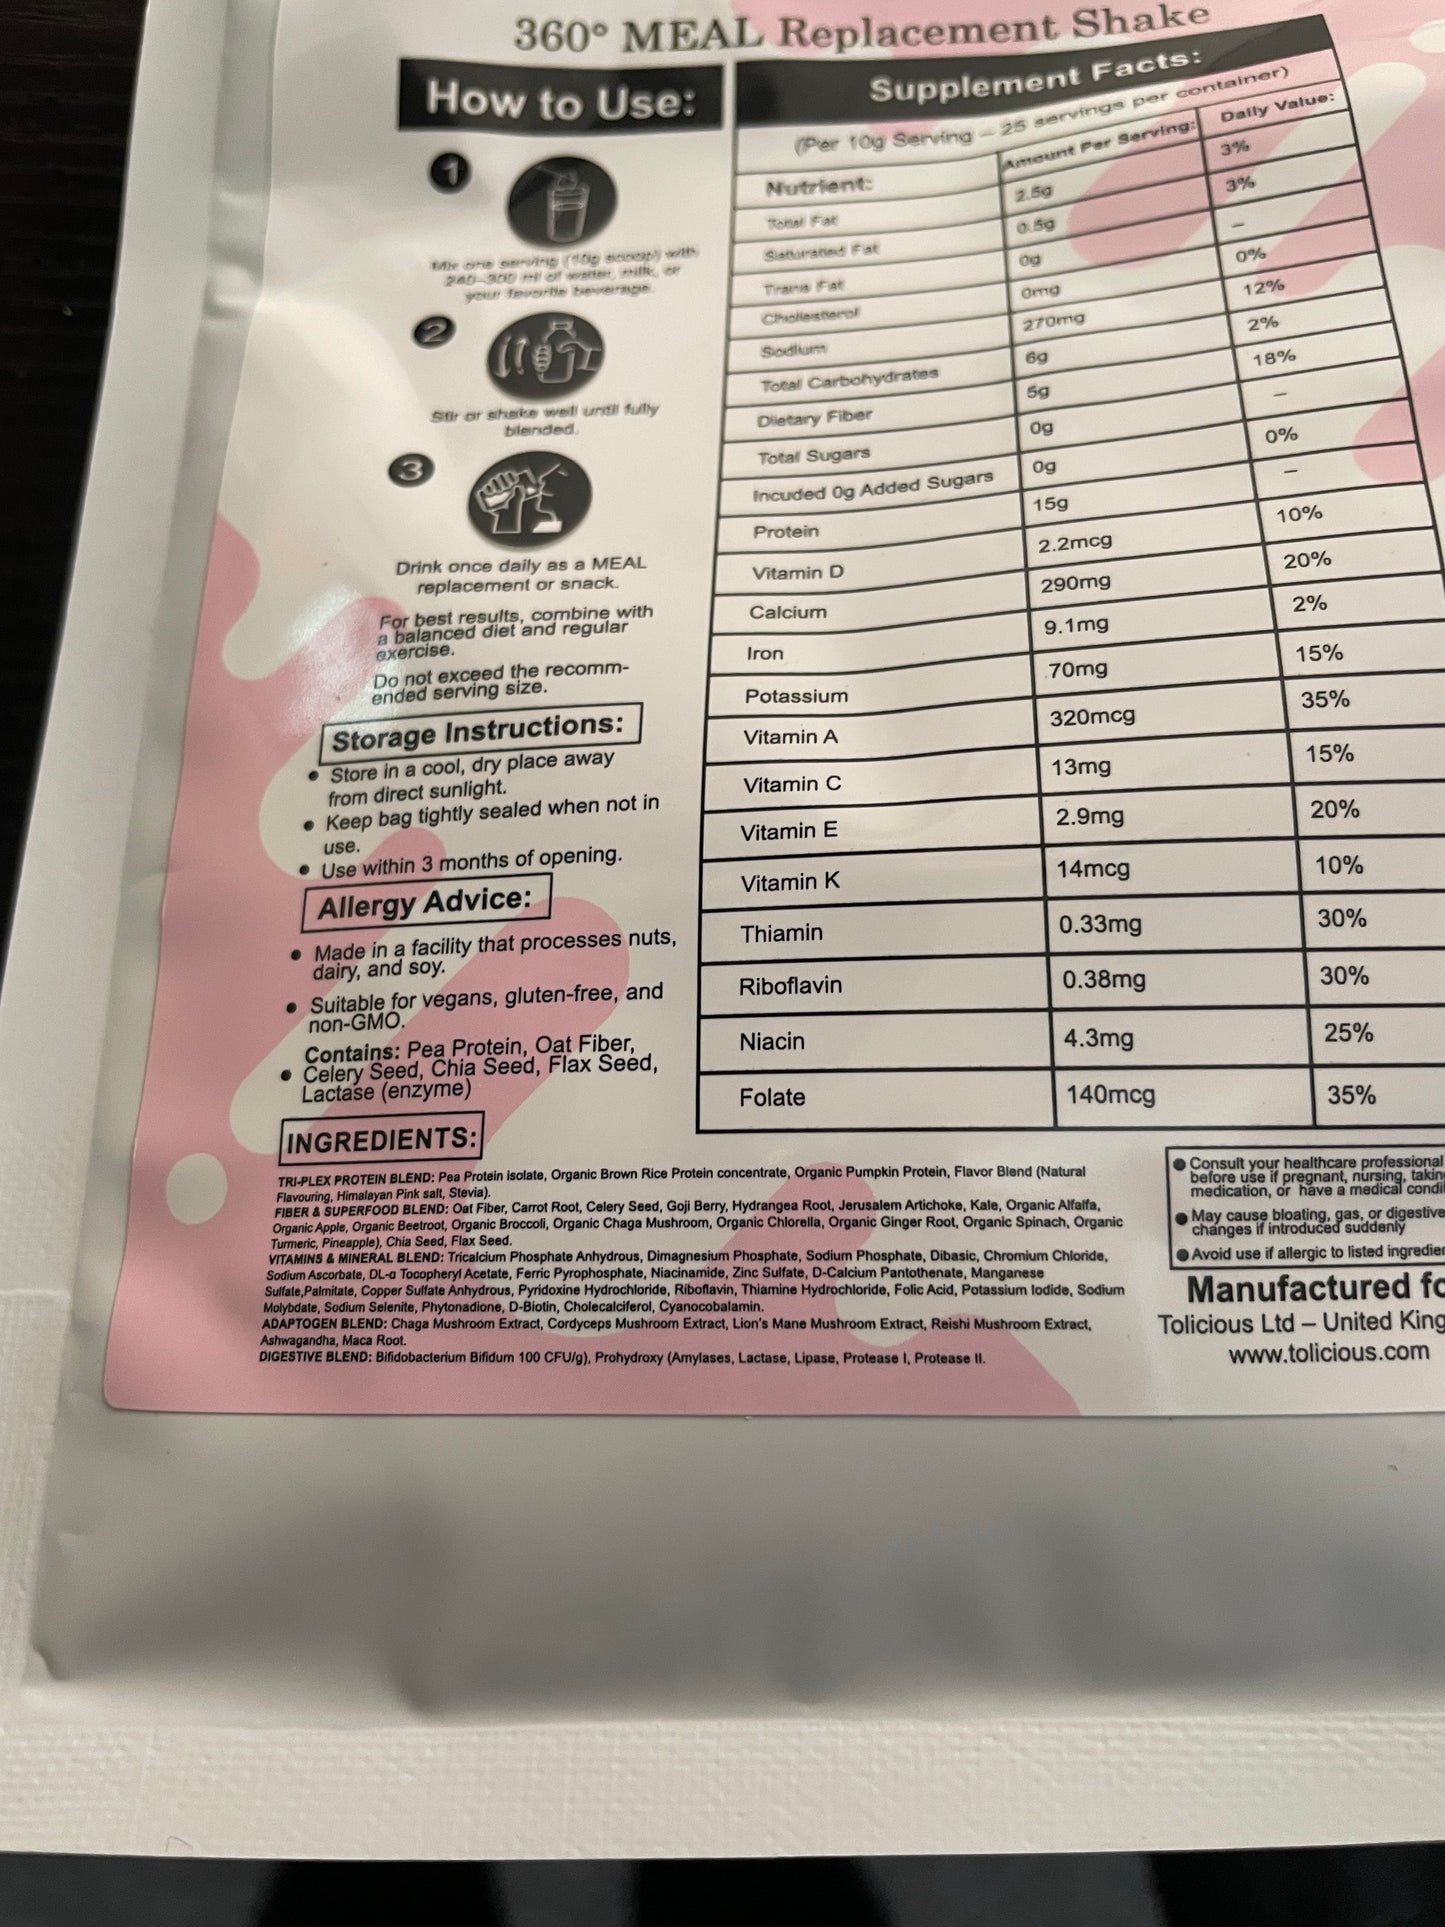 360° MEAL Replacement Shake
How to Use:
1
Mix one serving (10g scoop) with
240–300 ml of water, milk, or
your favorite beverage.
2
Stir or shake well until fully
blended.
3
Drink once daily as a MEAL
replacement or snack.
For best results, combine with
a balanced diet and regular
exercise.
Do not exceed the recomm-
ended serving size.
Storage Instructions:
• Store in a cool, dry place away
from direct sunlight.
• Keep bag tightly sealed when not in
use.
• Use within 3 months of opening.
Allergy Advice:
• Made in a facility that processes nuts,
dairy, and soy.
• Suitable for vegans, gluten-free, and
non-GMO.
Contains: Pea Protein, Oat Fiber,
• Celery Seed, Chia Seed, Flax Seed,
Lactase (enzyme)
Supplement Facts:
(Per 10g Serving – 25 servings per container)
Nutrient: Amount Per Serving: Daily Value:
Total Fat 2.5g 3%
Saturated Fat 0.5g 3%
Trans Fat 0g –
Cholesterol 0mg 0%
Sodium 270mg 12%
Total Carbohydrates 6g 2%
Dietary Fiber 5g 18%
Total Sugars 0g –
Incuded 0g Added Sugars 0g 0%
Protein 15g –
Vitamin D 2.2mcg 10%
Calcium 290mg 20%
Iron 9.1mg 2%
Potassium 70mg 15%
Vitamin A 320mcg 35%
Vitamin C 13mg 15%
Vitamin E 2.9mg 20%
Vitamin K 14mcg 10%
Thiamin 0.33mg 30%
Riboflavin 0.38mg 30%
Niacin 4.3mg 25%
Folate 140mcg 35%
INGREDIENTS:
TRI-PLEX PROTEIN BLEND: Pea Protein isolate, Organic Brown Rice Protein concentrate, Organic Pumpkin Protein, Flavor Blend (Natural
Flavouring, Himalayan Pink salt, Stevia).
FIBER & SUPERFOOD BLEND: Oat Fiber, Carrot Root, Celery Seed, Goji Berry, Hydrangea Root, Jerusalem Artichoke, Kale, Organic Alfalfa,
Organic Apple, Organic Beetroot, Organic Broccoli, Organic Chaga Mushroom, Organic Chlorella, Organic Ginger Root, Organic Spinach, Organic
Turmeric, Pineapple), Chia Seed, Flax Seed.
VITAMINS & MINERAL BLEND: Tricalcium Phosphate Anhydrous, Dimagnesium Phosphate, Sodium Phosphate, Dibasic, Chromium Chloride,
Sodium Ascorbate, DL-α Tocopheryl Acetate, Ferric Pyrophosphate, Niacinamide, Zinc Sulfate, D-Calcium Pantothenate, Manganese
Sulfate,Palmitate, Copper Sulfate Anhydrous, Pyridoxine Hydrochloride, Riboflavin, Thiamine Hydrochloride, Folic Acid, Potassium Iodide, Sodium
Molybdate, Sodium Selenite, Phytonadione, D-Biotin, Cholecalciferol, Cyanocobalamin.
ADAPTOGEN BLEND: Chaga Mushroom Extract, Cordyceps Mushroom Extract, Lion's Mane Mushroom Extract, Reishi Mushroom Extract,
Ashwagandha, Maca Root.
DIGESTIVE BLEND: Bifidobacterium Bifidum 100 CFU/g), Prohydroxy (Amylases, Lactase, Lipase, Protease I, Protease II.
• Consult your healthcare professional
before use if pregnant, nursing, takin
medication, or have a medical condi
• May cause bloating, gas, or digestive
changes if introduced suddenly
• Avoid use if allergic to listed ingredie
Manufactured fo
Tolicious Ltd – United King
www.tolicious.com